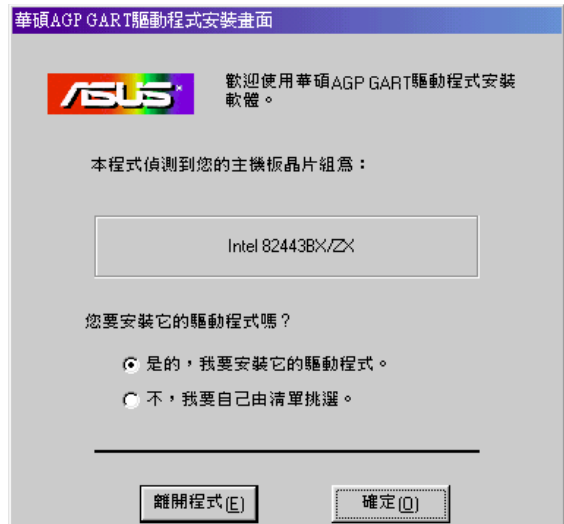 華碩AGP GART驅動程式安裝畫面
ASUS
歡迎使用華碩AGP GART驅動程式安裝
軟體。
本程式偵測到您的主機板晶片組為：
Intel 82443BX/ZX
您要安裝它的驅動程式嗎？
是的，我要安裝它的驅動程式。
不，我要自己由清單挑選。
離開程式(E)
確定(O)